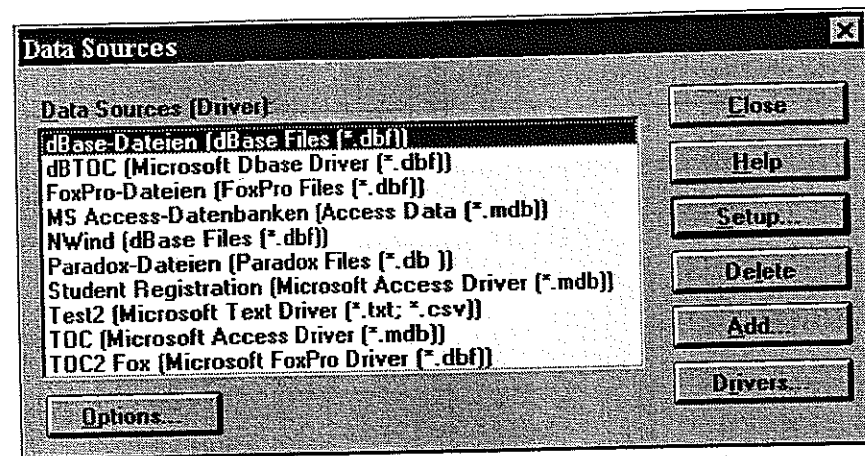 Data Sources
Data Sources (Driver):
dBase-Dateien (dBase Files (*.dbf))
dBTOC (Microsoft Dbase Driver (*.dbf))
FoxPro-Dateien (FoxPro Files (*.dbf))
MS Access-Datenbanken (Access Data (*.mdb))
NWind (dBase Files (*.dbf))
Paradox-Dateien (Paradox Files (*.db ))
Student Registration (Microsoft Access Driver (*.mdb))
Test2 (Microsoft Text Driver (*.txt; *.csv))
TOC (Microsoft Access Driver (*.mdb))
TOC2 Fox (Microsoft FoxPro Driver (*.dbf))
Options...
Close
Help
Setup...
Delete
Add...
Drivers...